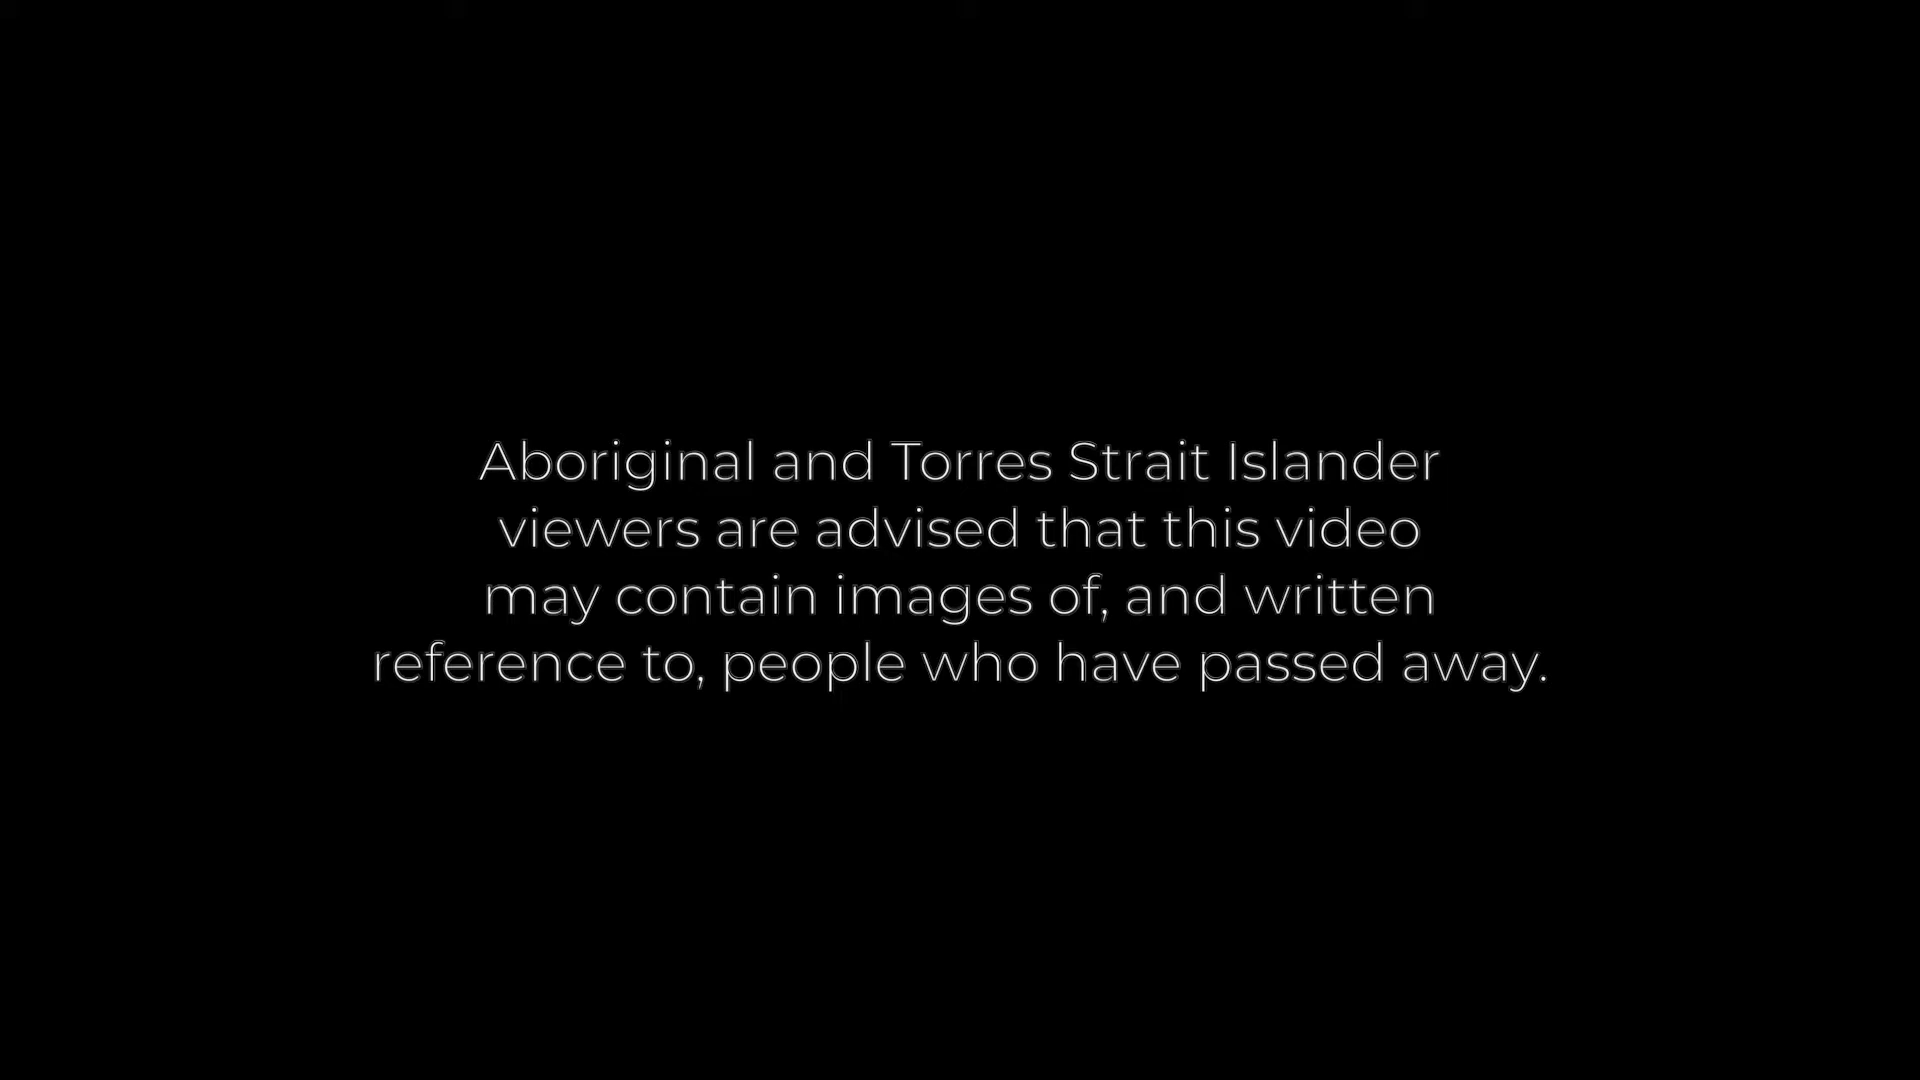 Aboriginal and Torres Strait Islander
viewers are advised that this video
may contain images of, and written
reference to, people who have passed away.